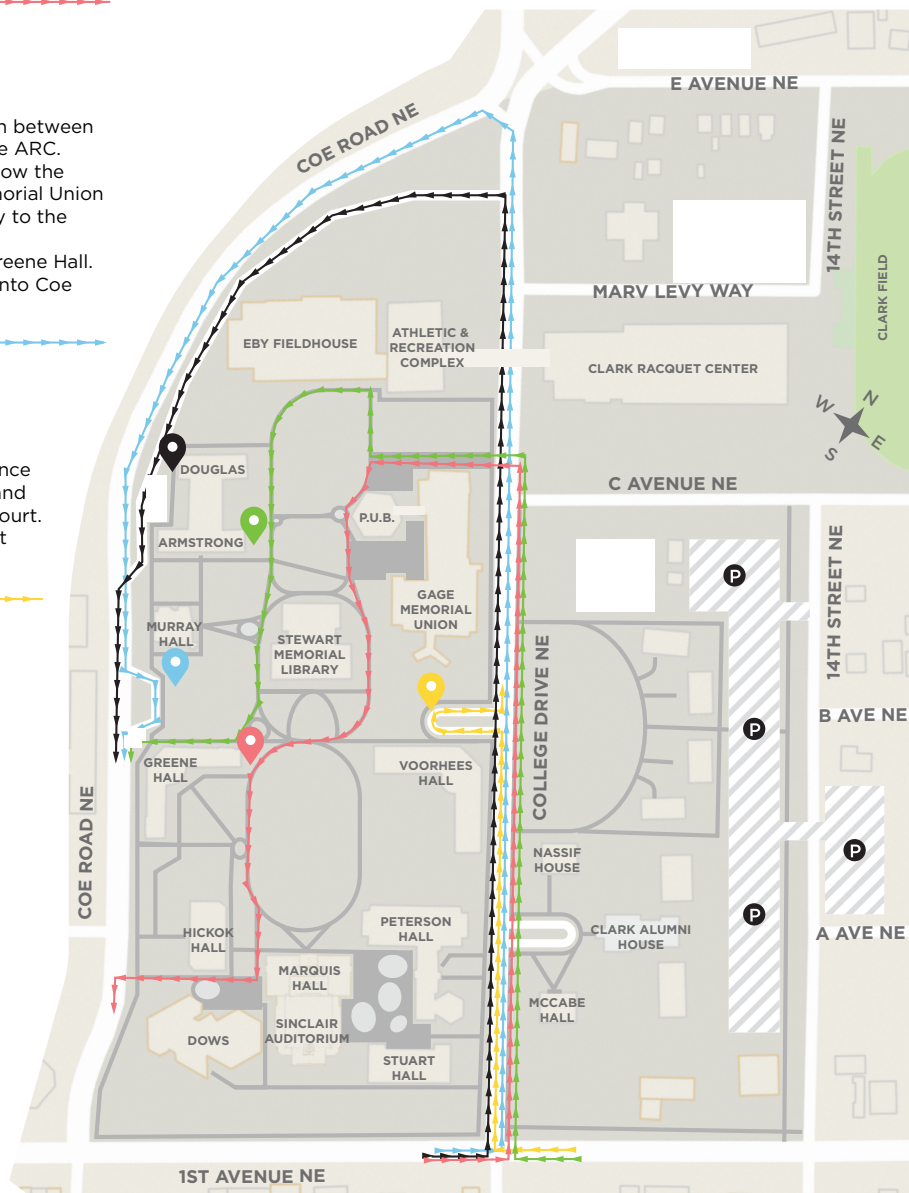 n between
e ARC.
ow the
morial Union
y to the
reene Hall.
nto Coe
nce
and
ourt.
t
E AVENUE NE
COE ROAD NE
14TH STREET NE
MARV LEVY WAY
CLARK FIELD
EBY FIELDHOUSE
ATHLETIC &
RECREATION
COMPLEX
CLARK RACQUET CENTER
N
W
E
S
DOUGLAS
C AVENUE NE
P.U.B.
ARMSTRONG
P
14TH STREET NE
GAGE
MEMORIAL
UNION
MURRAY
HALL
STEWART
MEMORIAL
LIBRARY
COLLEGE DRIVE NE
B AVE NE
P
GREENE
HALL
VOORHEES
HALL
COE ROAD NE
P
NASSIF
HOUSE
P
HICKOK
HALL
PETERSON
HALL
CLARK ALUMNI
HOUSE
A AVE NE
MARQUIS
HALL
MCCABE
HALL
SINCLAIR
AUDITORIUM
DOWS
STUART
HALL
1ST AVENUE NE